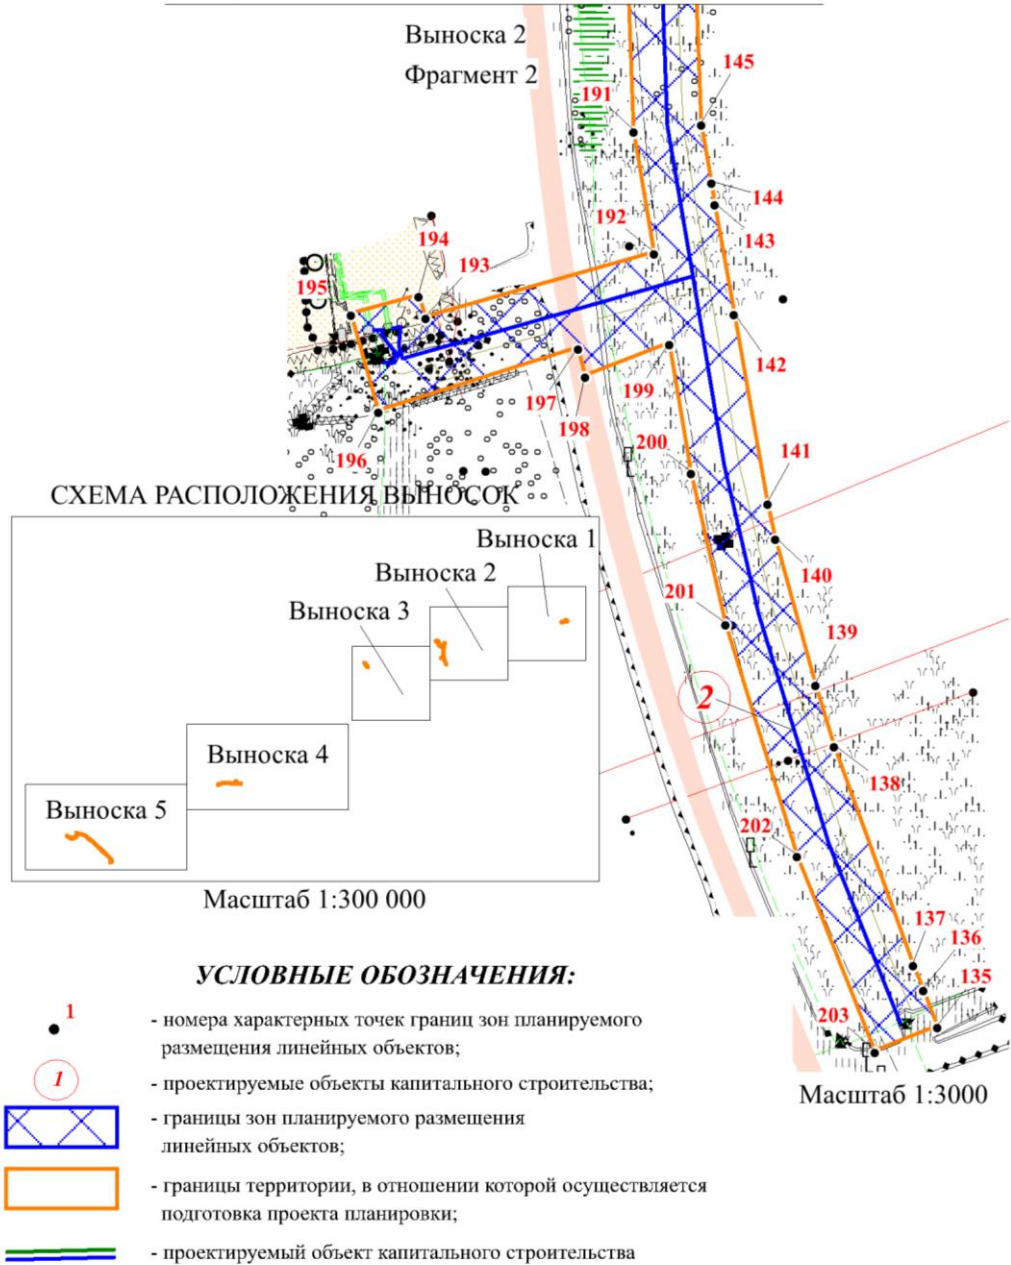 Выноска 2
Фрагмент 2
145
191
144
192
143
194
193
195
142
199
197
198
200
196
141
СХЕМА РАСПОЛОЖЕНИЯ ВЫНОСОК
Выноска 1
Выноска 2
140
201
Выноска 3
139
2
Выноска 4
138
Выноска 5
202
Масштаб 1:300 000
137
136
135
203
Масштаб 1:3000
УСЛОВНЫЕ ОБОЗНАЧЕНИЯ:
1
- номера характерных точек границ зон планируемого
размещения линейных объектов;
1
- проектируемые объекты капитального строительства;
- границы зон планируемого размещения
линейных объектов;
- границы территории, в отношении которой осуществляется
подготовка проекта планировки;
- проектируемый объект капитального строительства